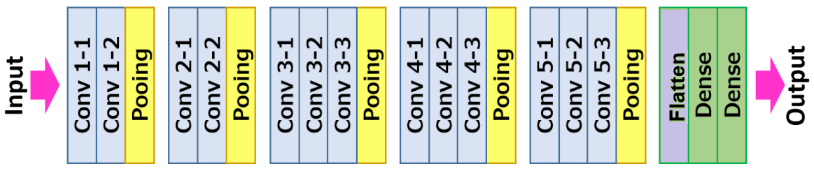 Input
Conv 1-1
Conv 1-2
Pooing
Conv 2-1
Conv 2-2
Pooing
Conv 3-1
Conv 3-2
Conv 3-3
Pooing
Conv 4-1
Conv 4-2
Conv 4-3
Pooing
Conv 5-1
Conv 5-2
Conv 5-3
Pooing
Flatten
Dense
Dense
Output